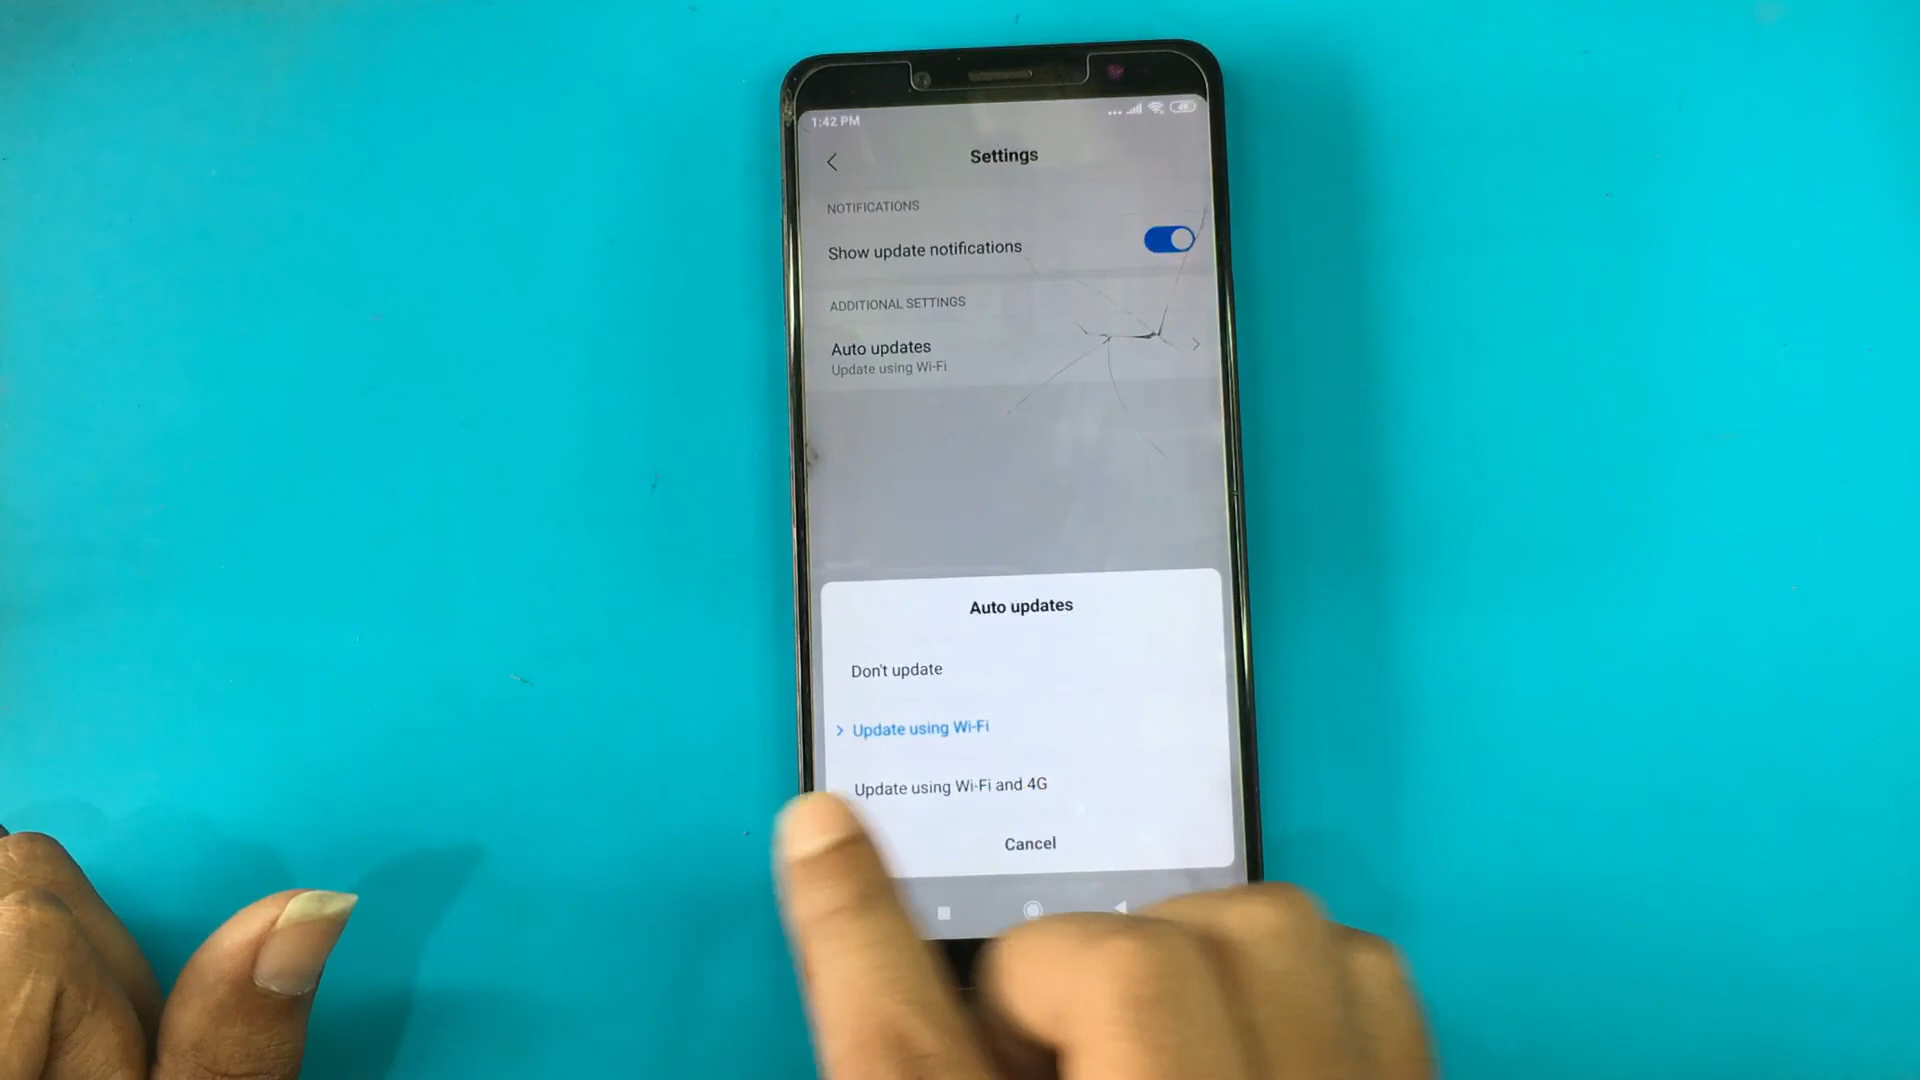 1:42 PM
49
Settings
NOTIFICATIONS
Show update notifications
ADDITIONAL SETTINGS
Auto updates
Update using Wi-Fi
Auto updates
Don't update
Update using Wi-Fi
Update using Wi-Fi and 4G
Cancel